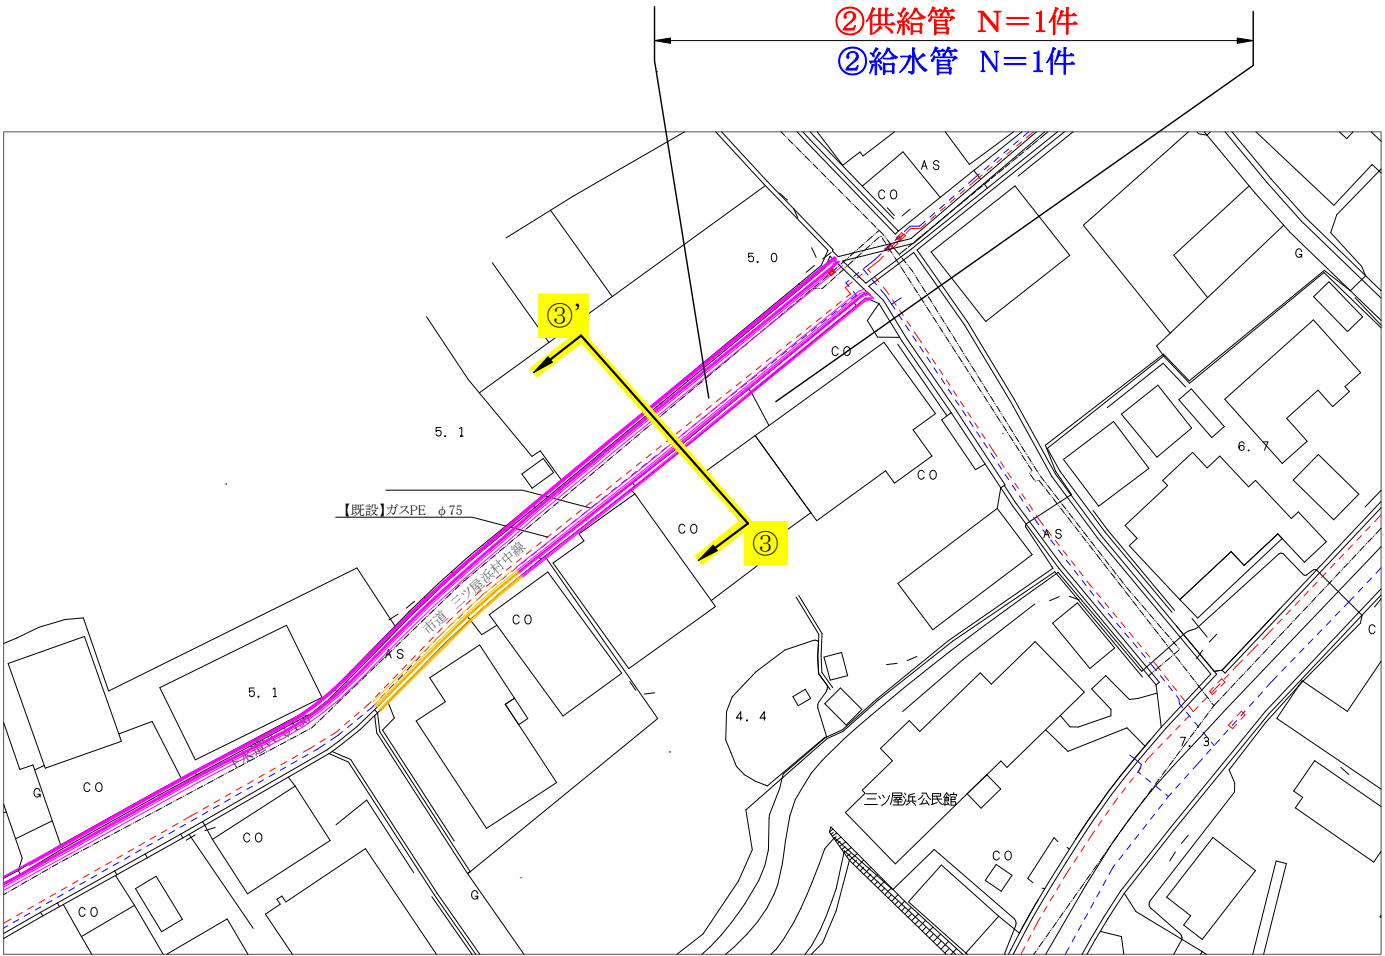 ②供給管 N=1件
②給水管 N=1件
AS
CO
5.0
G
③’
CO
5.1
6.7
CO
【既設】ガスPE φ75
CO
③
AS
市道 三ツ屋浜村中線
CO
C
AS
5.1
4.4
7.3
G
CO
三ツ屋浜公民館
CO
CO
G
CO